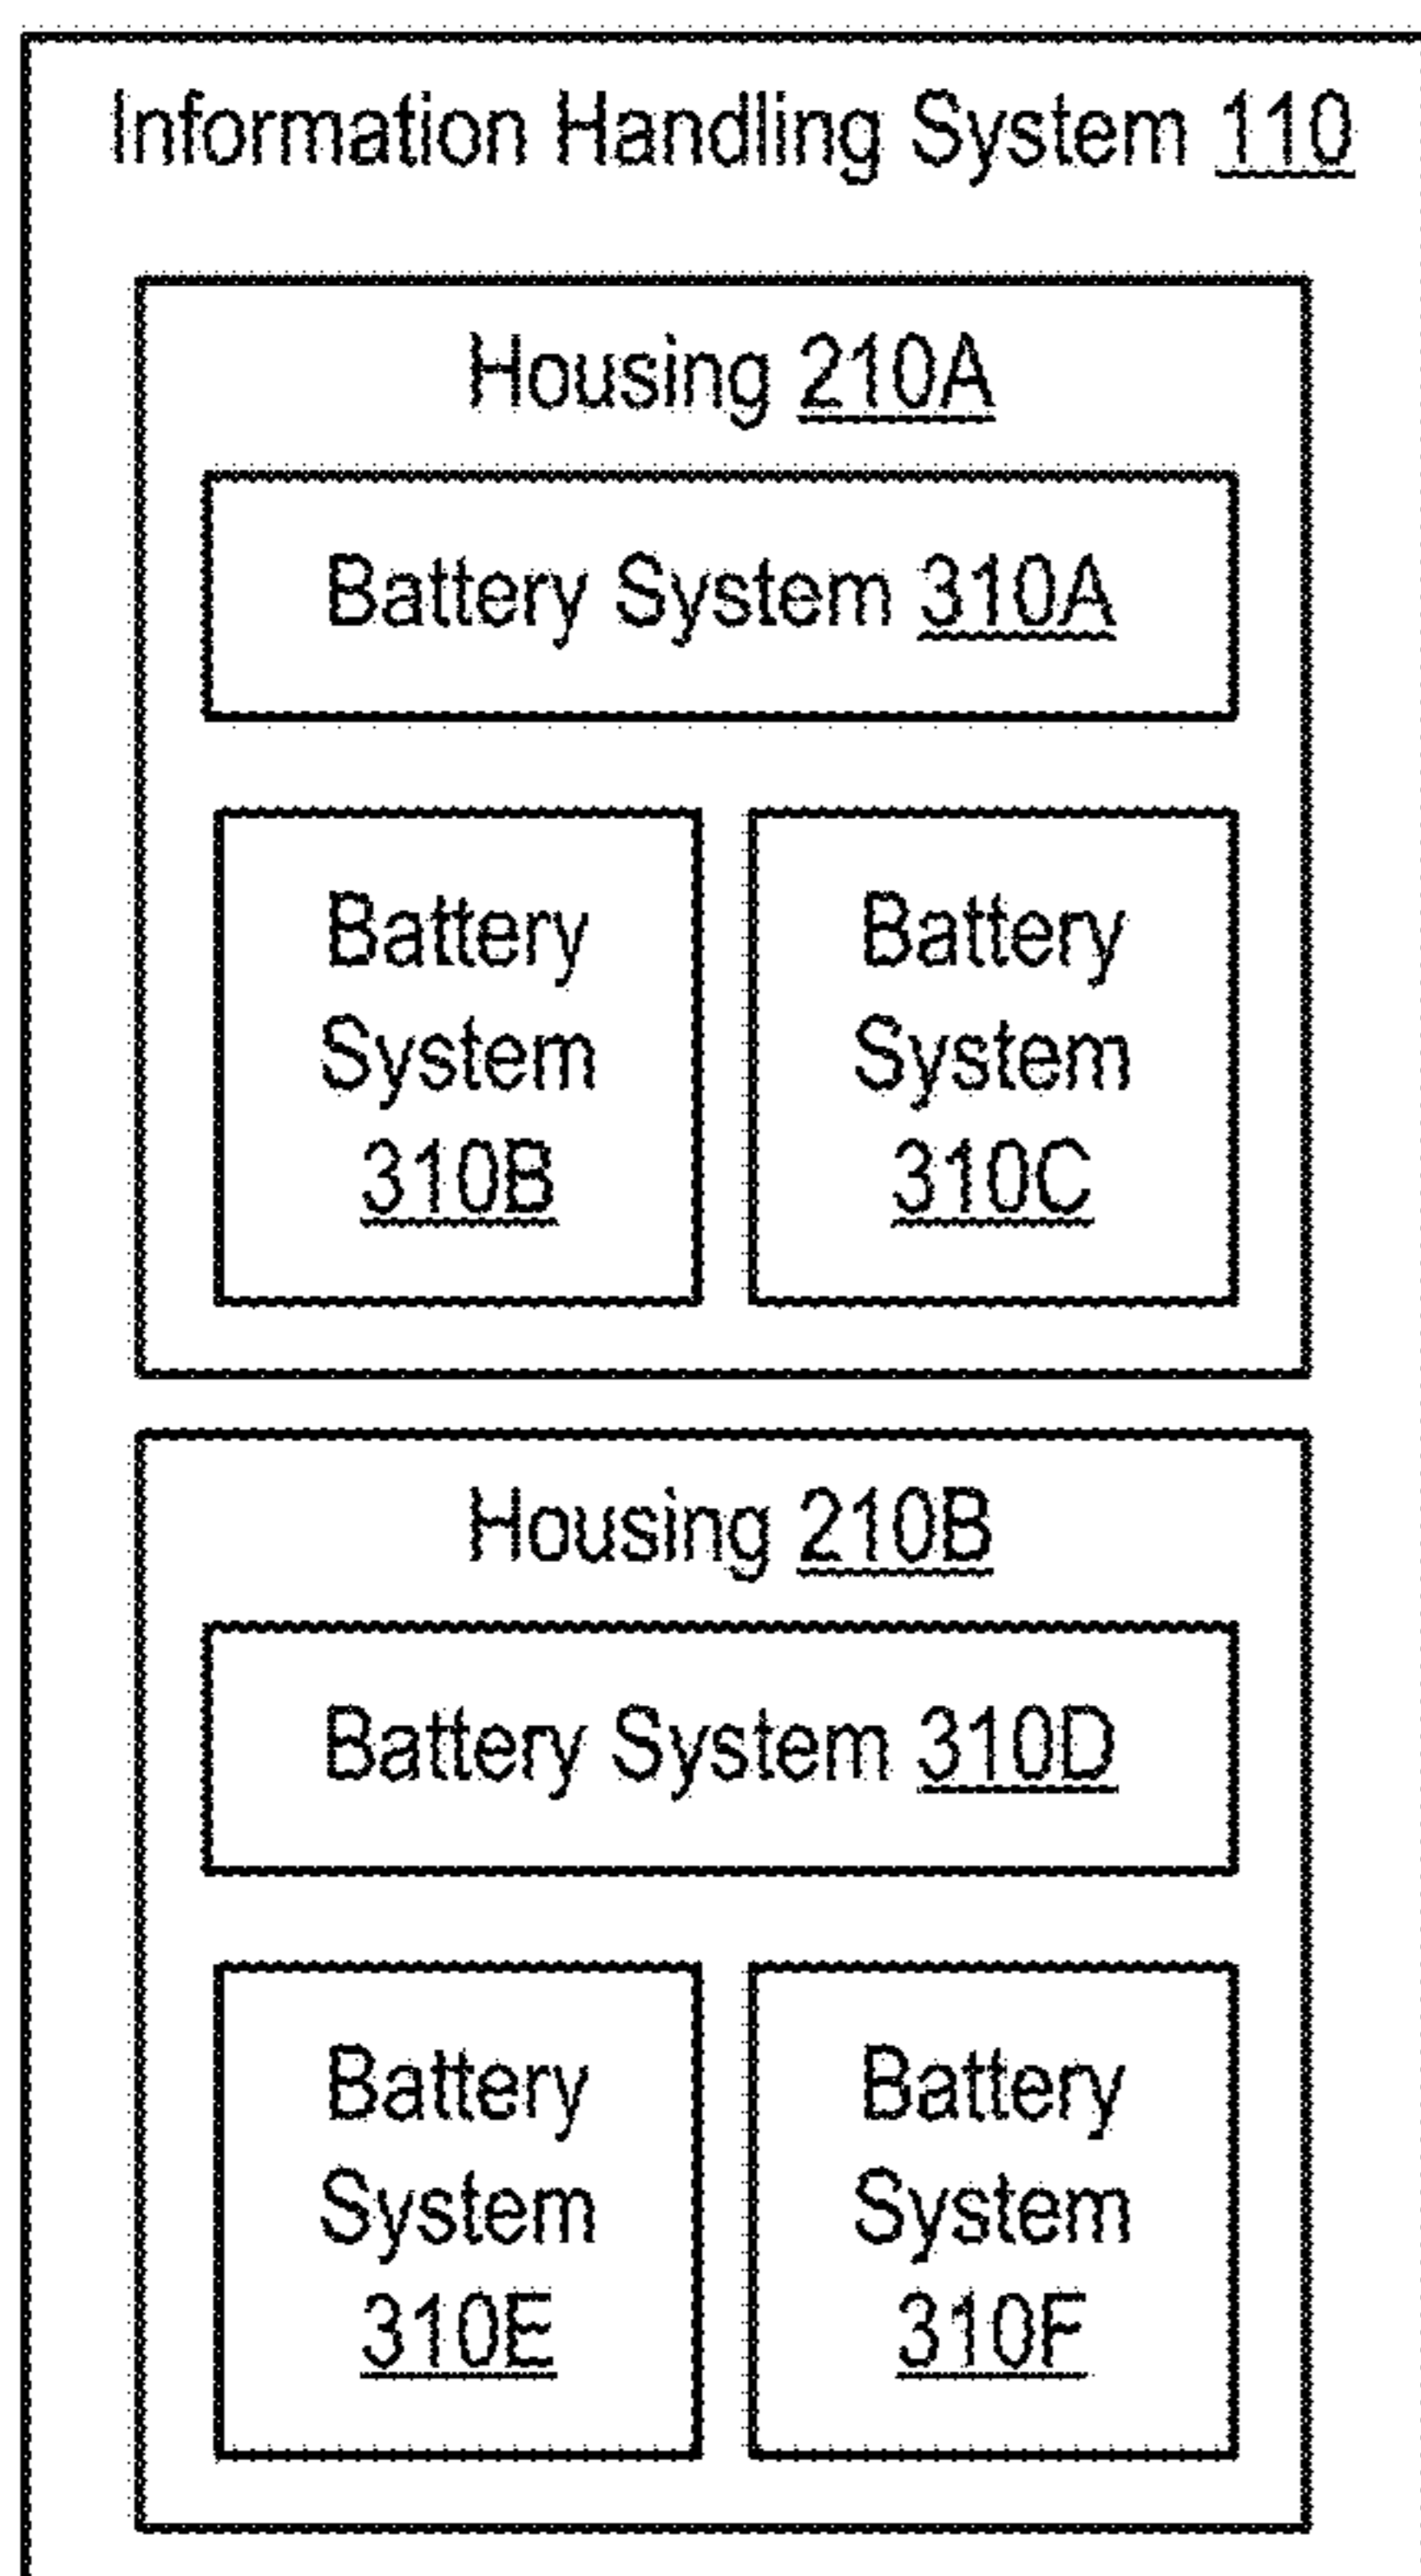 Information Handling System 110
Housing 210A
Battery System 310A
Battery
System
310B
Battery
System
310C
Housing 210B
Battery System 310D
Battery
System
310E
Battery
System
310F